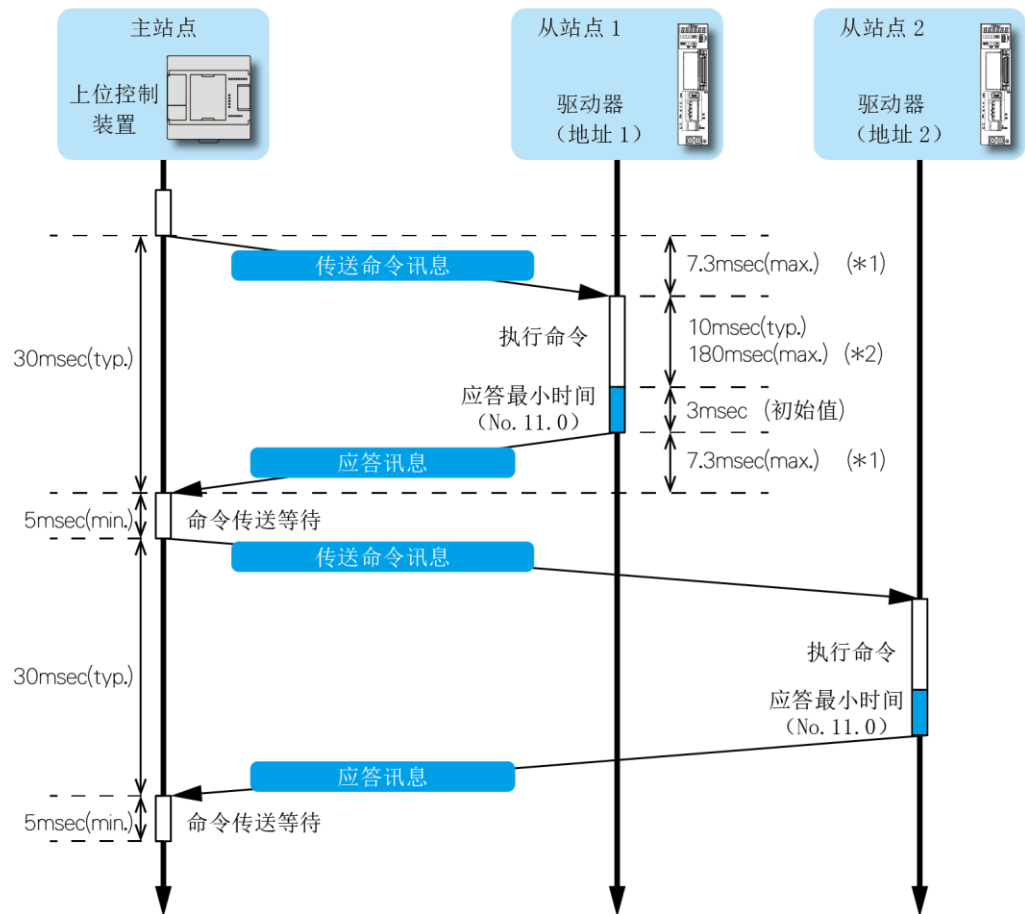 主站点
上位控制
装置
从站点 1
驱动器
（地址 1）
从站点 2
驱动器
（地址 2）
传送命令讯息
7.3msec(max.) (*1)
30msec(typ.)
执行命令
10msec(typ.)
180msec(max.) (*2)
应答最小时间
（No. 11.0）
3msec (初始值)
应答讯息
7.3msec(max.) (*1)
5msec(min.)
命令传送等待
传送命令讯息
30msec(typ.)
执行命令
应答最小时间
（No. 11.0）
应答讯息
5msec(min.)
命令传送等待